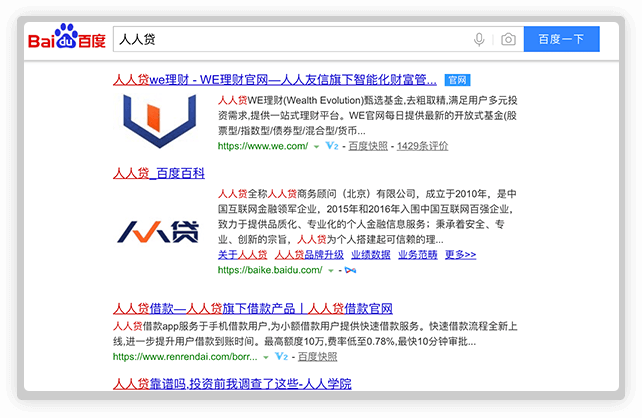 Baidu百度 人人贷 百度一下
人人贷we理财 - WE理财官网—人人友信旗下智能化财富管... 官网
人人贷WE理财(Wealth Evolution)甄选基金,去粗取精,满足用户多元投
资需求,提供一站式理财平台。WE官网每日提供最新的开放式基金(股
票型/指数型/债券型/混合型/货币...
https://www.we.com/ V2 - 百度快照 - 1429条评价
人人贷_百度百科
人人贷全称人人贷商务顾问（北京）有限公司，成立于2010年，是中
国互联网金融领军企业，2015年和2016年入围中国互联网百强企业，
人人贷
致力于提供品质化、专业化的个人金融信息服务；秉承着安全、专
业、创新的宗旨，人人贷为个人搭建起可信赖的理...
关于人人贷 人人贷品牌升级 业绩数据 业务范畴 更多>>
https://baike.baidu.com/ -
人人贷借款—人人贷旗下借款产品丨人人贷借款官网
人人贷借款app服务于手机借款用户,为小额借款用户提供快速借款服务。快速借款流程全新上
线,进一步提升用户借款到账时间。最高额度10万,费率低至0.78%,最快10分钟审批...
https://www.renrendai.com/borr... V2 - 百度快照
人人贷靠谱吗,投资前我调查了这些-人人学院